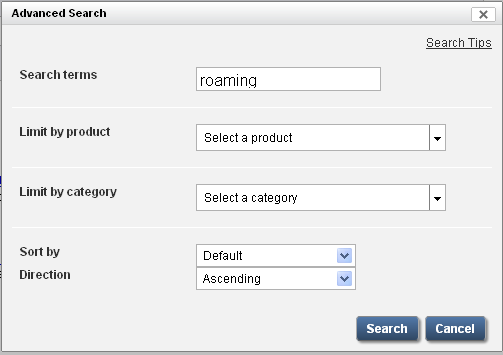 Advanced Search
Search Tips
Search terms
roaming
Limit by product
Select a product
Limit by category
Select a category
Sort by
Default
Direction
Ascending
Search
Cancel